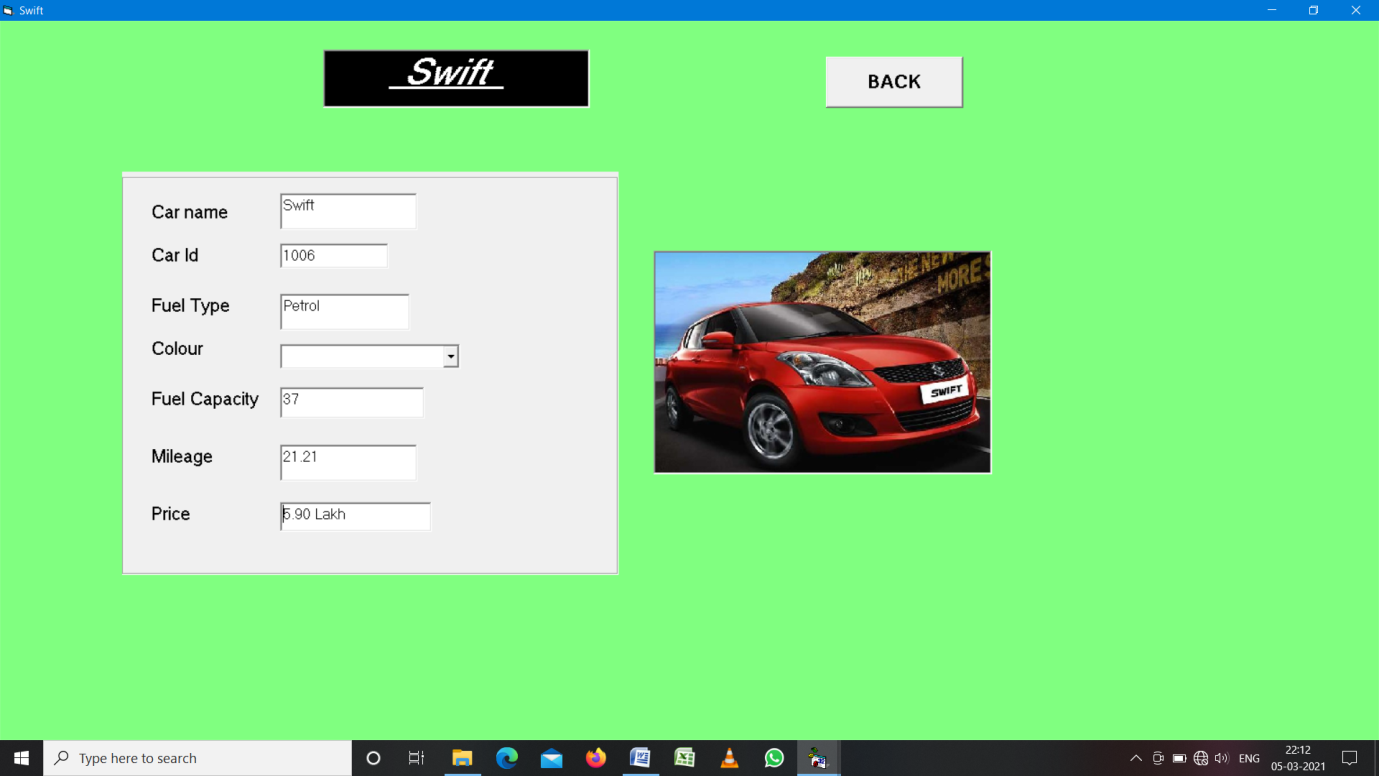 Swift
Swift
BACK
Car name
Swift
Car Id
1006
Fuel Type
Petrol
Colour
Fuel Capacity
37
Mileage
21.21
Price
5.90 Lakh
THE NEW
MORE
SWIFT
Type here to search
ENG
22:12
05-03-2021